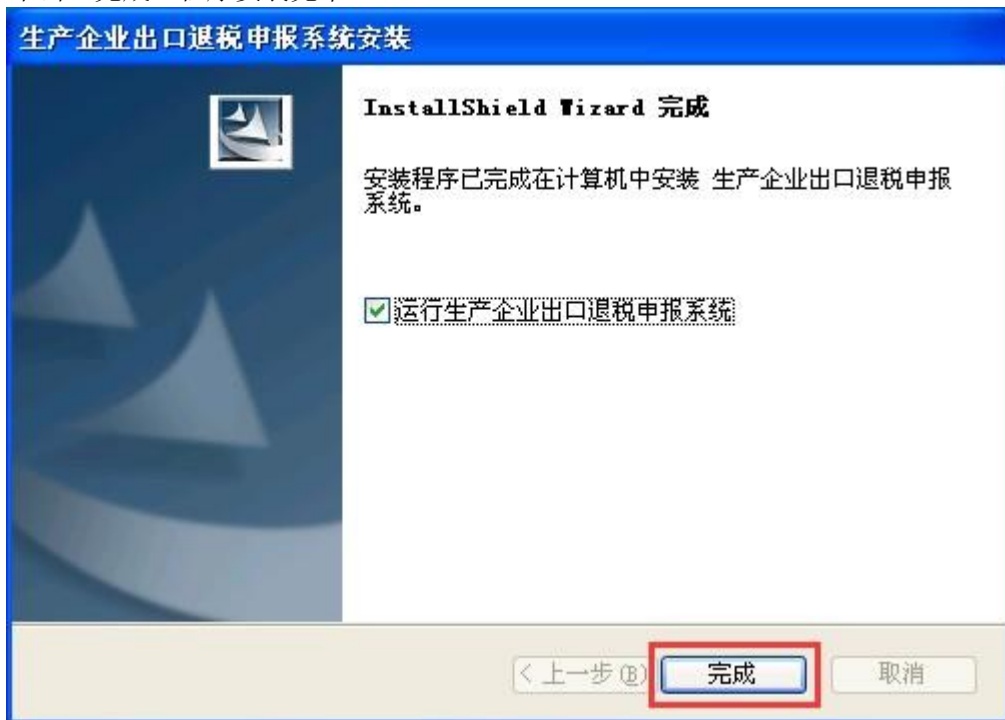 生产企业出口退税申报系统安装
InstallShield Wizard 完成
安装程序已完成在计算机中安装 生产企业出口退税申报
系统。
运行生产企业出口退税申报系统
< 上一步(B)
完成
取消